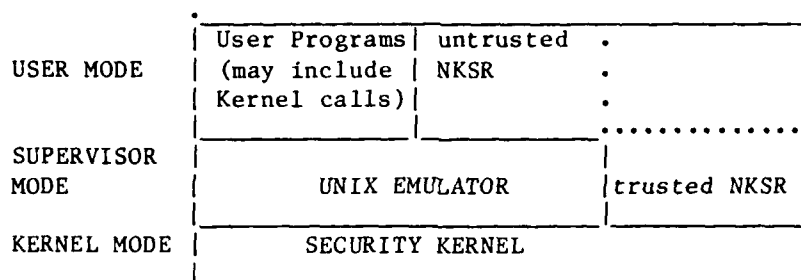 User Programs untrusted
USER MODE (may include NKSR
Kernel calls)
SUPERVISOR
MODE UNIX EMULATOR trusted NKSR
KERNEL MODE SECURITY KERNEL